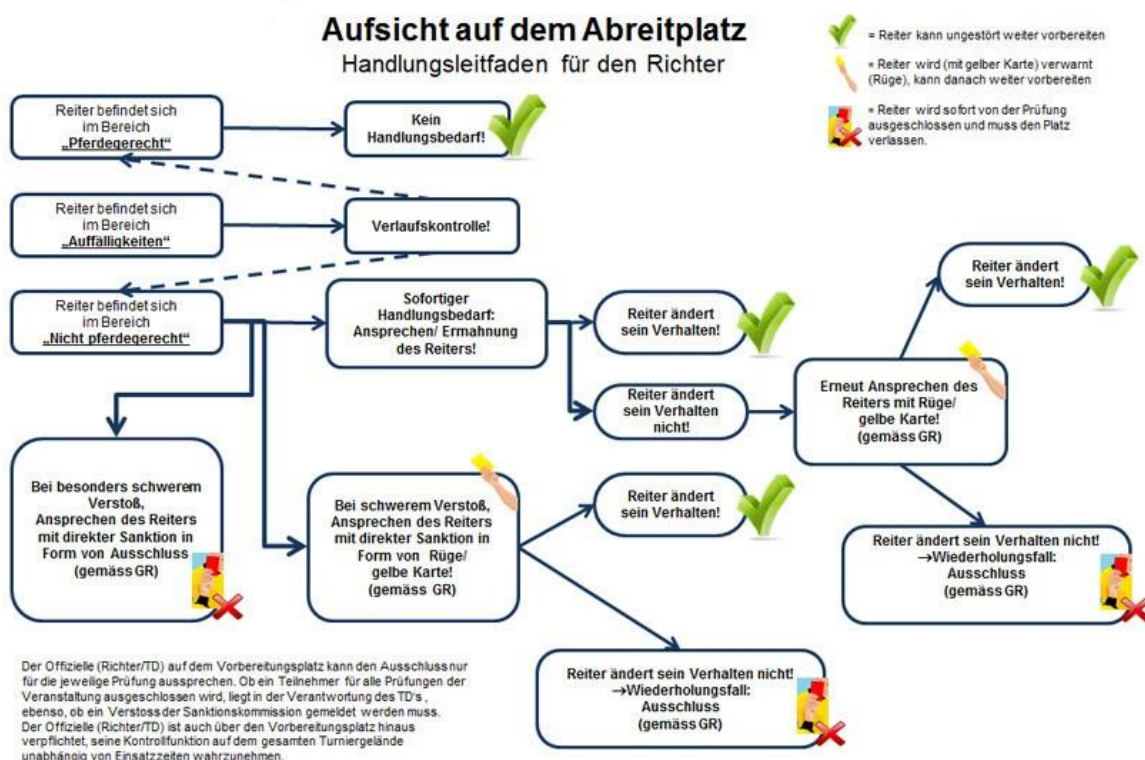 Aufsicht auf dem Abreitplatz
Handlungsleitfaden für den Richter
= Reiter kann ungestört weiter vorbereiten
= Reiter wird (mit gelber Karte) verwarnt
(Rüge), kann danach weiter vorbereiten
= Reiter wird sofort von der Prüfung
ausgeschlossen und muss den Platz
verlassen.
Reiter befindet sich
im Bereich
„Pferdegerecht“
Kein
Handlungsbedarf!
Reiter befindet sich
im Bereich
„Auffälligkeiten“
Verlaufskontrolle!
Reiter befindet sich
im Bereich
„Nicht pferdegerecht“
Sofortiger
Handlungsbedarf:
Ansprechen/ Ermahnung
des Reiters!
Reiter ändert
sein Verhalten!
Reiter ändert
sein Verhalten!
Reiter ändert
sein Verhalten
nicht!
Erneut Ansprechen des
Reiters mit Rüge/
gelbe Karte!
(gemäss GR)
Bei besonders schwerem
Verstoß,
Ansprechen des Reiters
mit direkter Sanktion in
Form von Ausschluss
(gemäss GR)
Bei schwerem Verstoß,
Ansprechen des Reiters
mit direkter Sanktion in
Form von Rüge/
gelbe Karte!
(gemäss GR)
Reiter ändert
sein Verhalten!
Reiter ändert sein Verhalten nicht!
→Wiederholungsfall:
Ausschluss
(gemäss GR)
Reiter ändert sein Verhalten nicht!
→Wiederholungsfall:
Ausschluss
(gemäss GR)
Der Offizielle (Richter/TD) auf dem Vorbereitungsplatz kann den Ausschluss nur
für die jeweilige Prüfung aussprechen. Ob ein Teilnehmer für alle Prüfungen der
Veranstaltung ausgeschlossen wird, liegt in der Verantwortung des TD's ,
ebenso, ob ein Verstoss der Sanktionskommission gemeldet werden muss.
Der Offizielle (Richter/TD) ist auch über den Vorbereitungsplatz hinaus
verpflichtet, seine Kontrollfunktion auf dem gesamten Turniergelände
unabhängig von Einsatzzeiten wahrzunehmen.